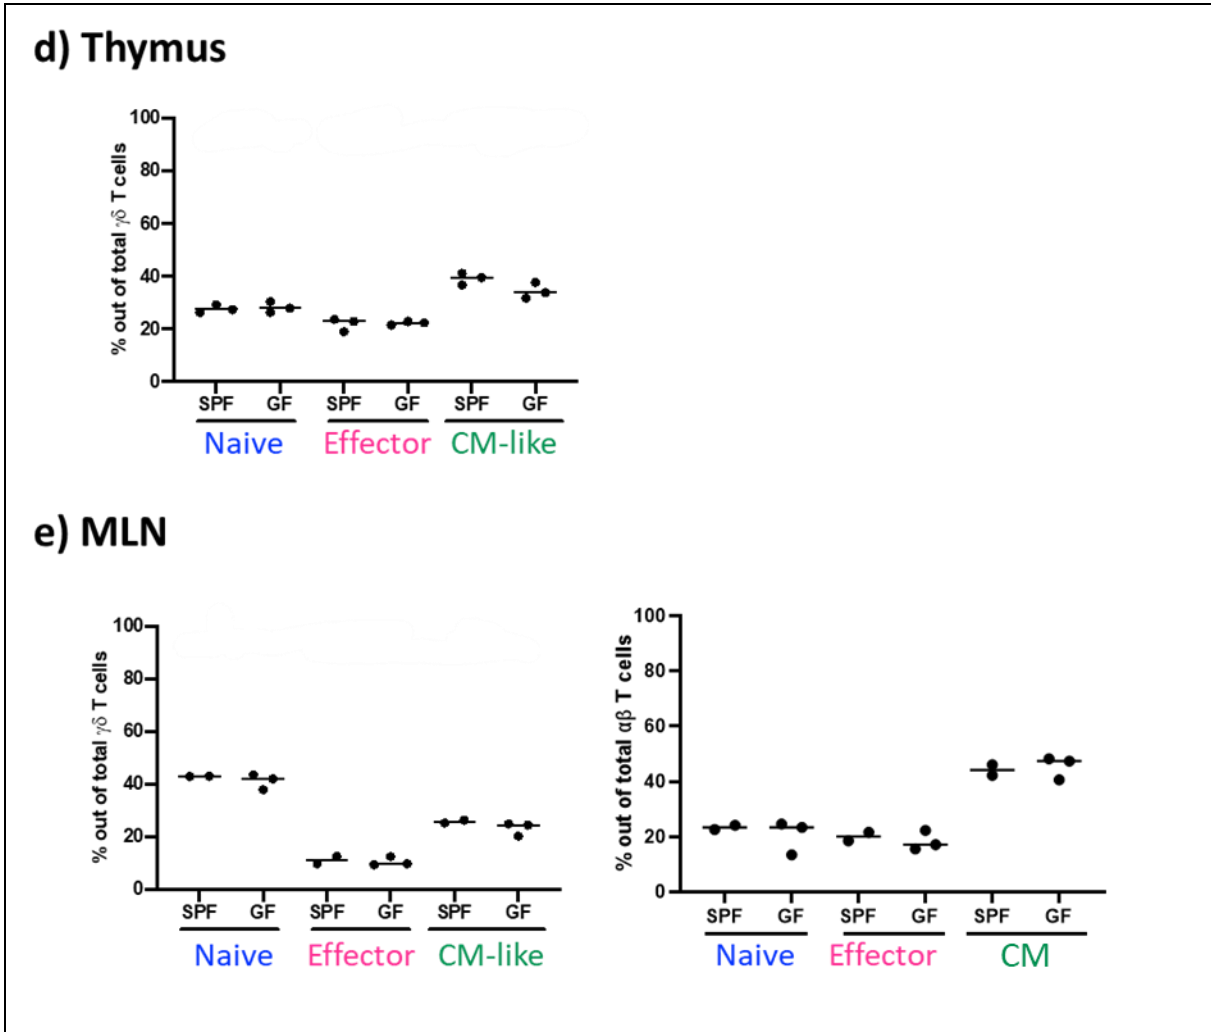 d) Thymus
% out of total γδ T cells
100
80
60
40
20
0
SPF GF SPF GF SPF GF
Naive Effector CM-like
e) MLN
% out of total γδ T cells
100
80
60
40
20
0
SPF GF SPF GF SPF GF
Naive Effector CM-like
% out of total αβ T cells
100
80
60
40
20
0
SPF GF SPF GF SPF GF
Naive Effector CM